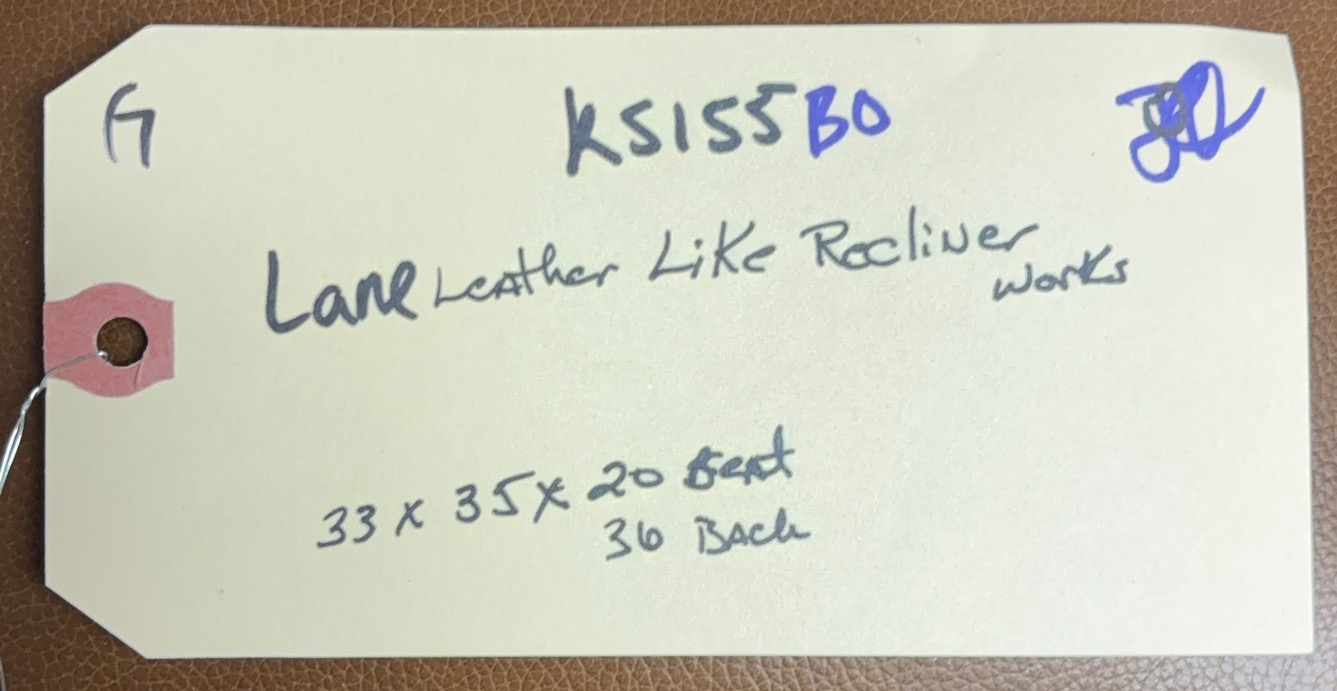 G KS155BO
Lane Leather Like Recliner
works
33 x 35 x 20 Seat
36 Back